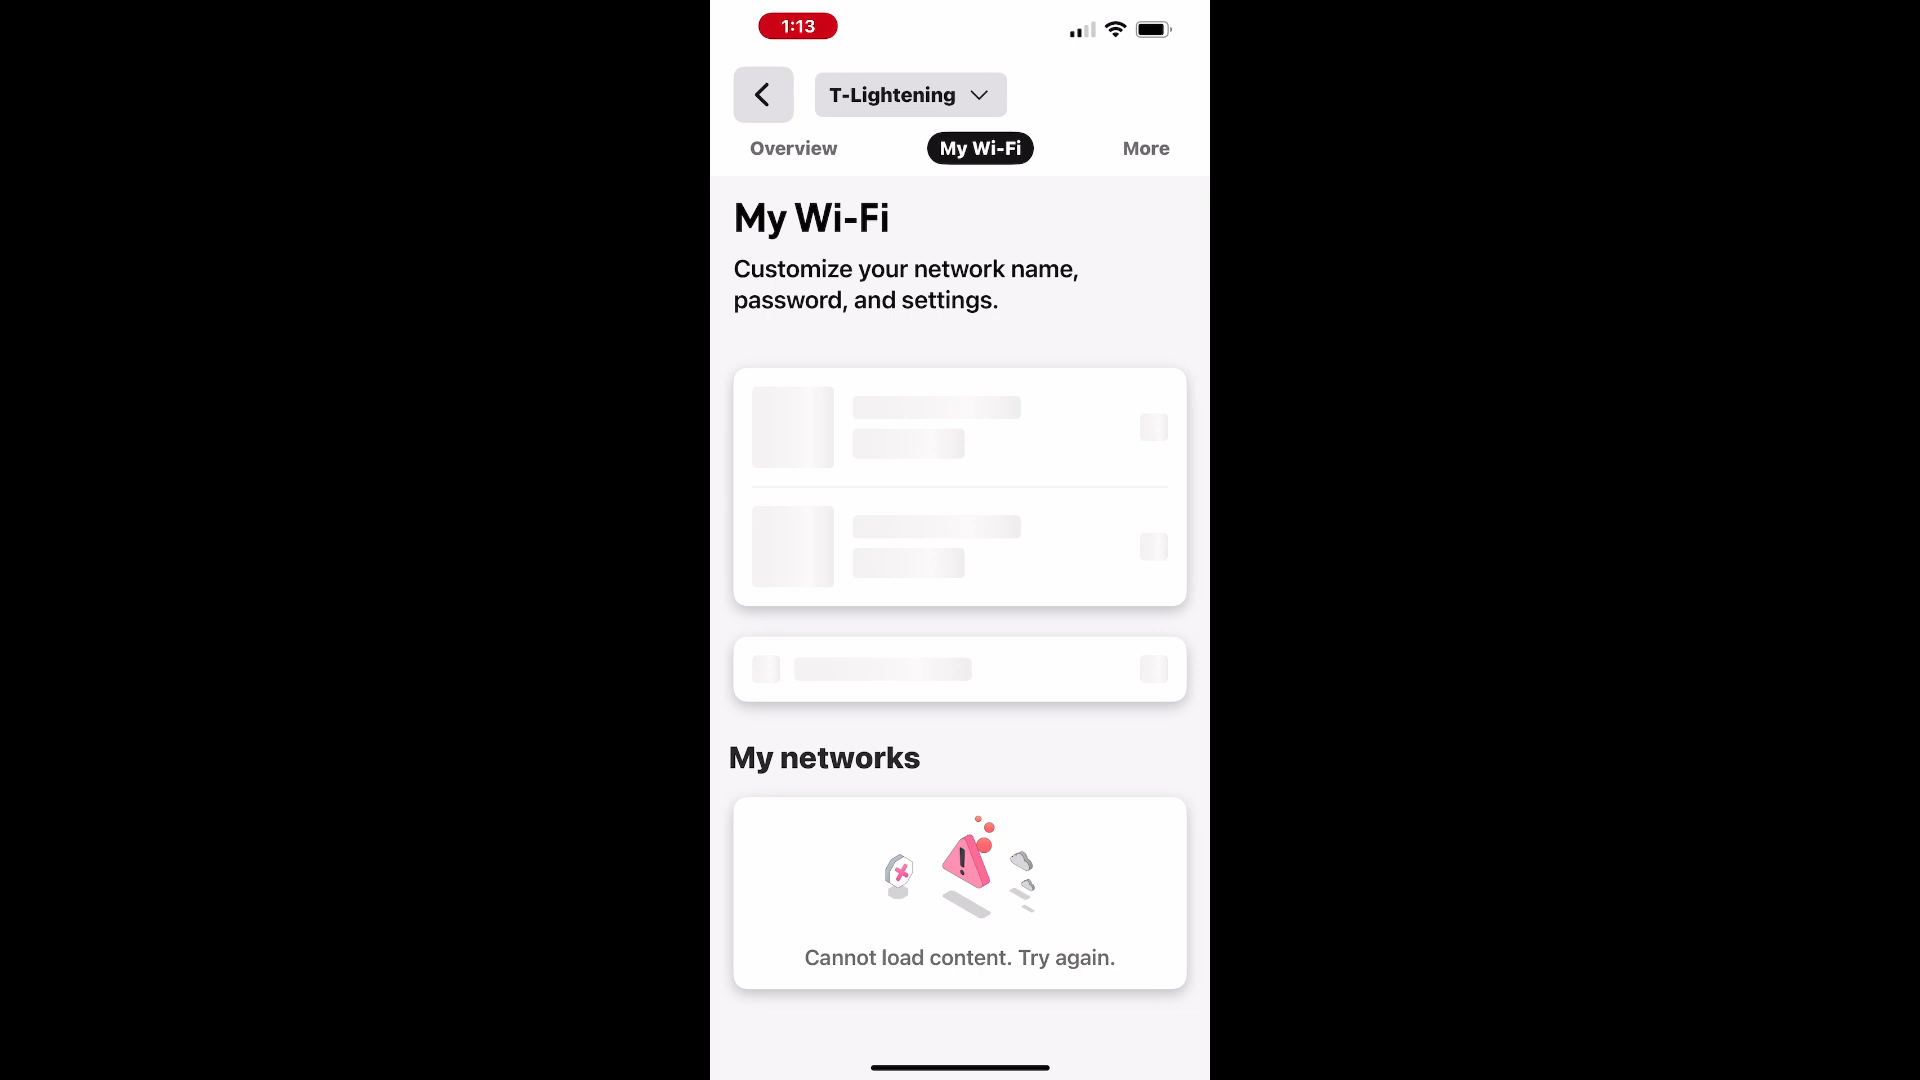 1:13
T-Lightening
Overview
My Wi-Fi
More
My Wi-Fi
Customize your network name,
password, and settings.
My networks
Cannot load content. Try again.